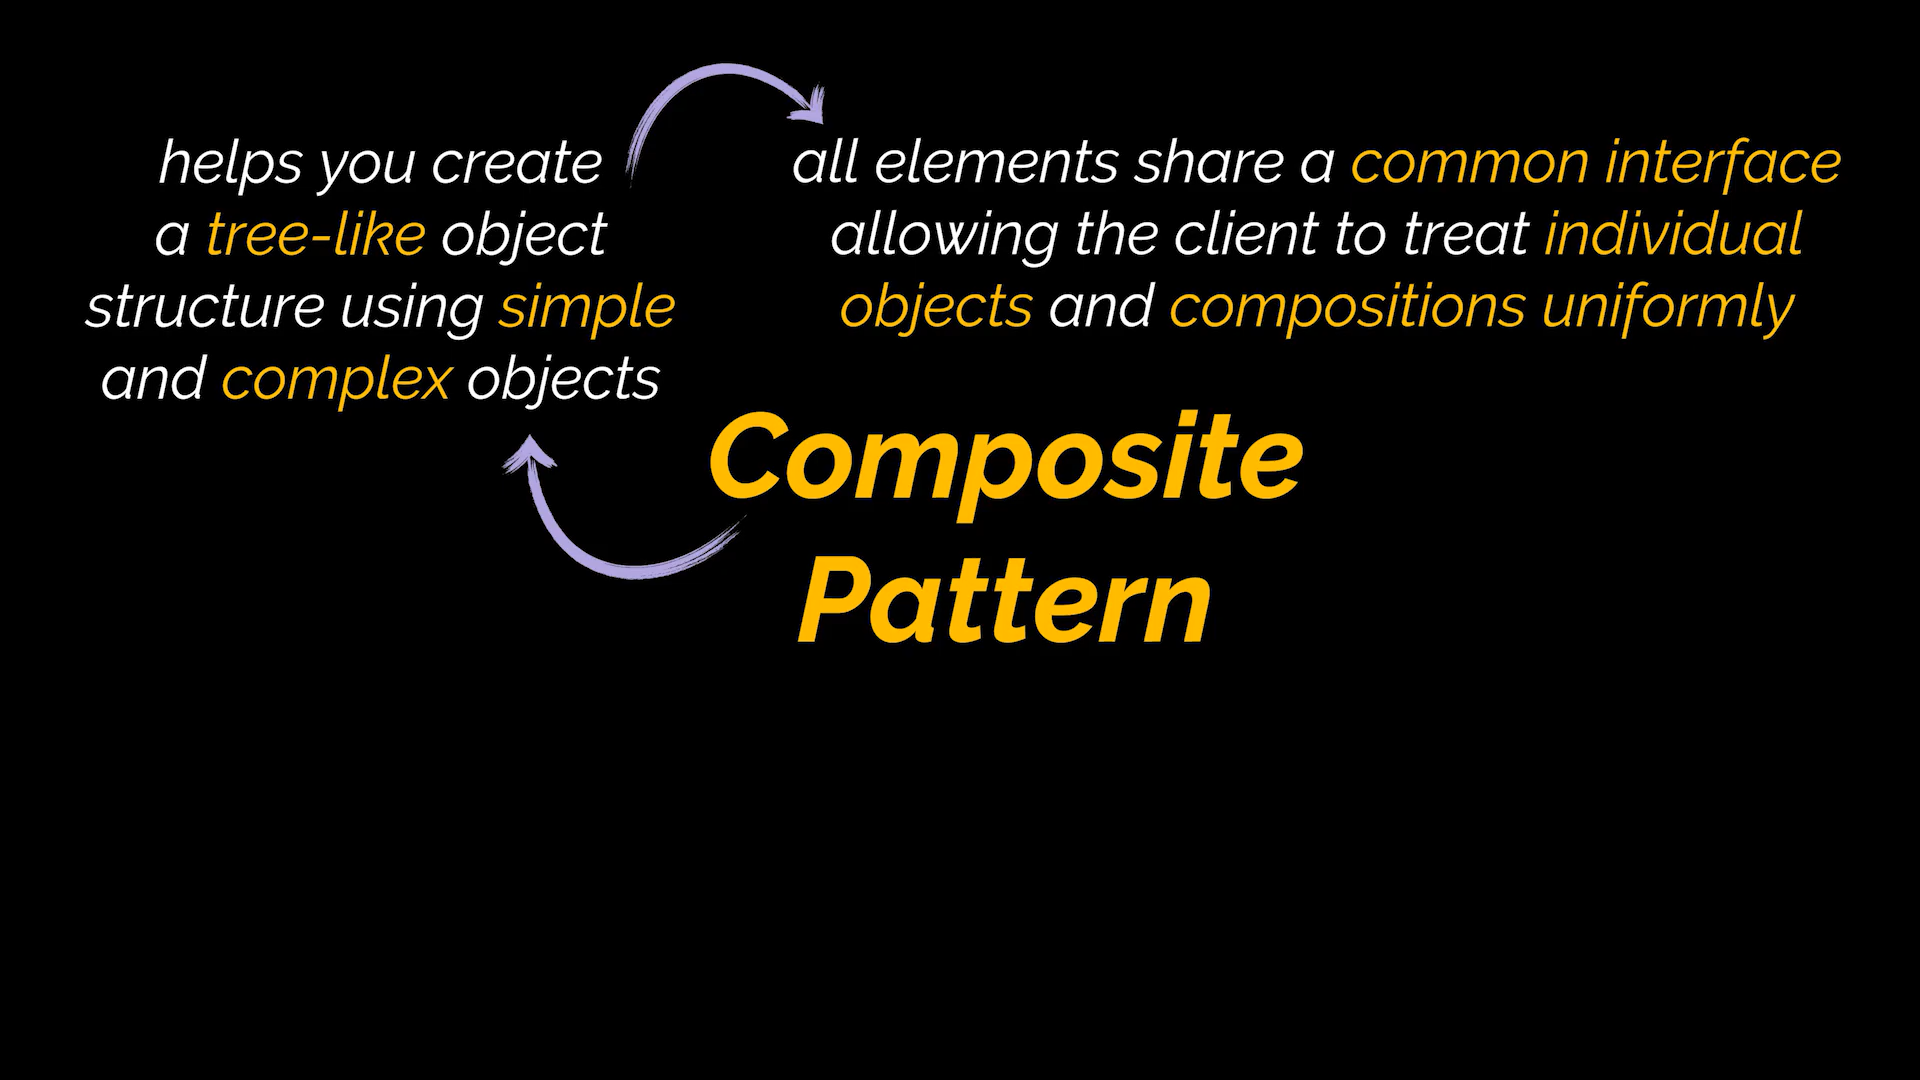 helps you create
a tree-like object
structure using simple
and complex objects
all elements share a common interface
allowing the client to treat individual
objects and compositions uniformly
Composite
Pattern